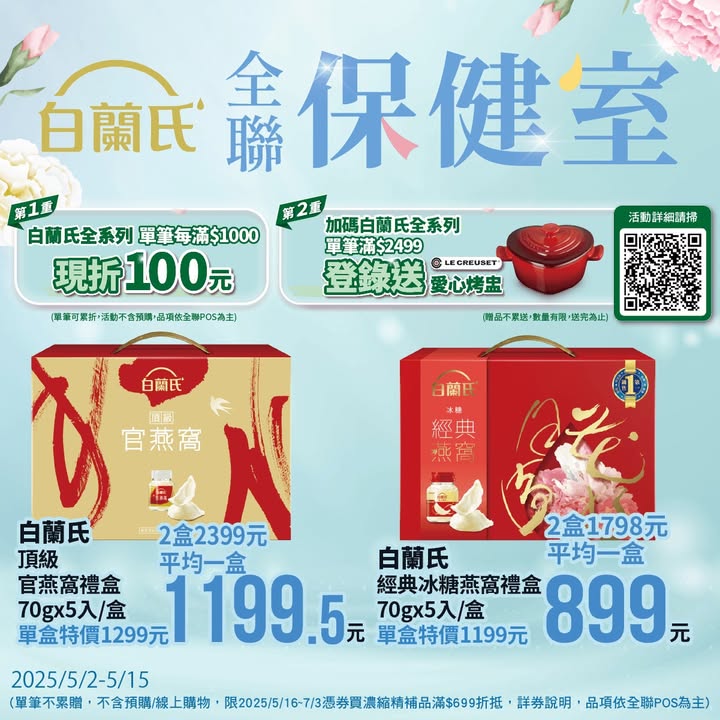 白蘭氏
全聯
保健室
第1重
白蘭氏全系列 單筆每滿$1000
現折100元
(單筆可累折,活動不含預購,品項依全聯POS為主)
第2重
加碼白蘭氏全系列
單筆滿$2499
登錄送 LE CREUSET 愛心烤盅
(贈品不累送,數量有限,送完為止)
活動詳細請掃
白蘭氏
頂級
官燕窩
白蘭氏
冰糖
經典
燕窩
白蘭氏
頂級
官燕窩禮盒
70gx5入/盒
單盒特價1299元
2盒2399元
平均一盒
1199.5元
白蘭氏
經典冰糖燕窩禮盒
70gx5入/盒
單盒特價1199元
2盒1798元
平均一盒
899元
2025/5/2-5/15
(單筆不累贈,不含預購/線上購物,限2025/5/16-7/3憑券買濃縮精補品滿$699折抵,詳券說明,品項依全聯POS為主)